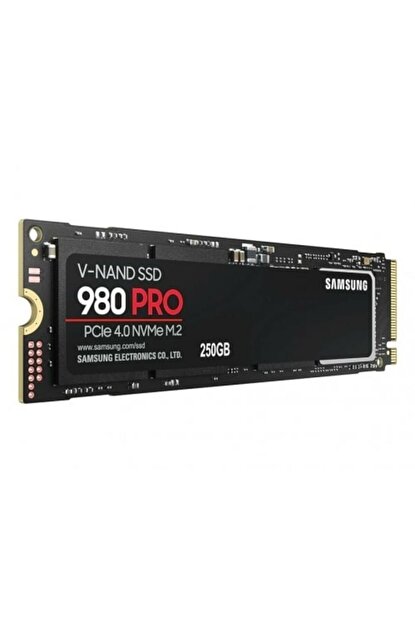 V-NAND SSD
980 PRO
PCIe 4.0 NVMe M.2
www.samsung.com/ssd
SAMSUNG ELECTRONICS CO., LTD.
250GB
SAMSUNG